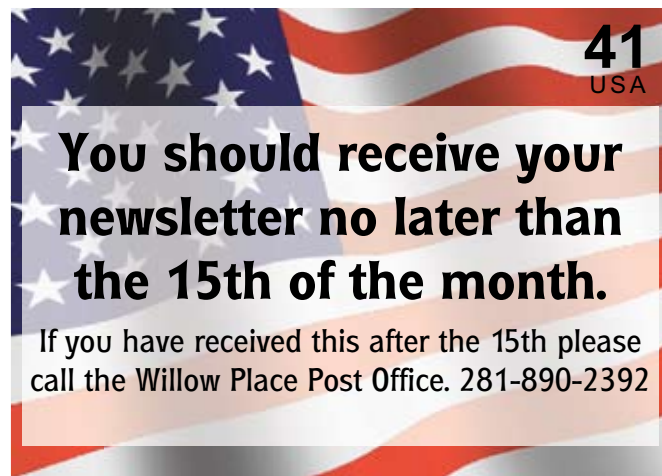 41
USA
You should receive your
newsletter no later than
the 15th of the month.
If you have received this after the 15th please
call the Willow Place Post Office. 281-890-2392